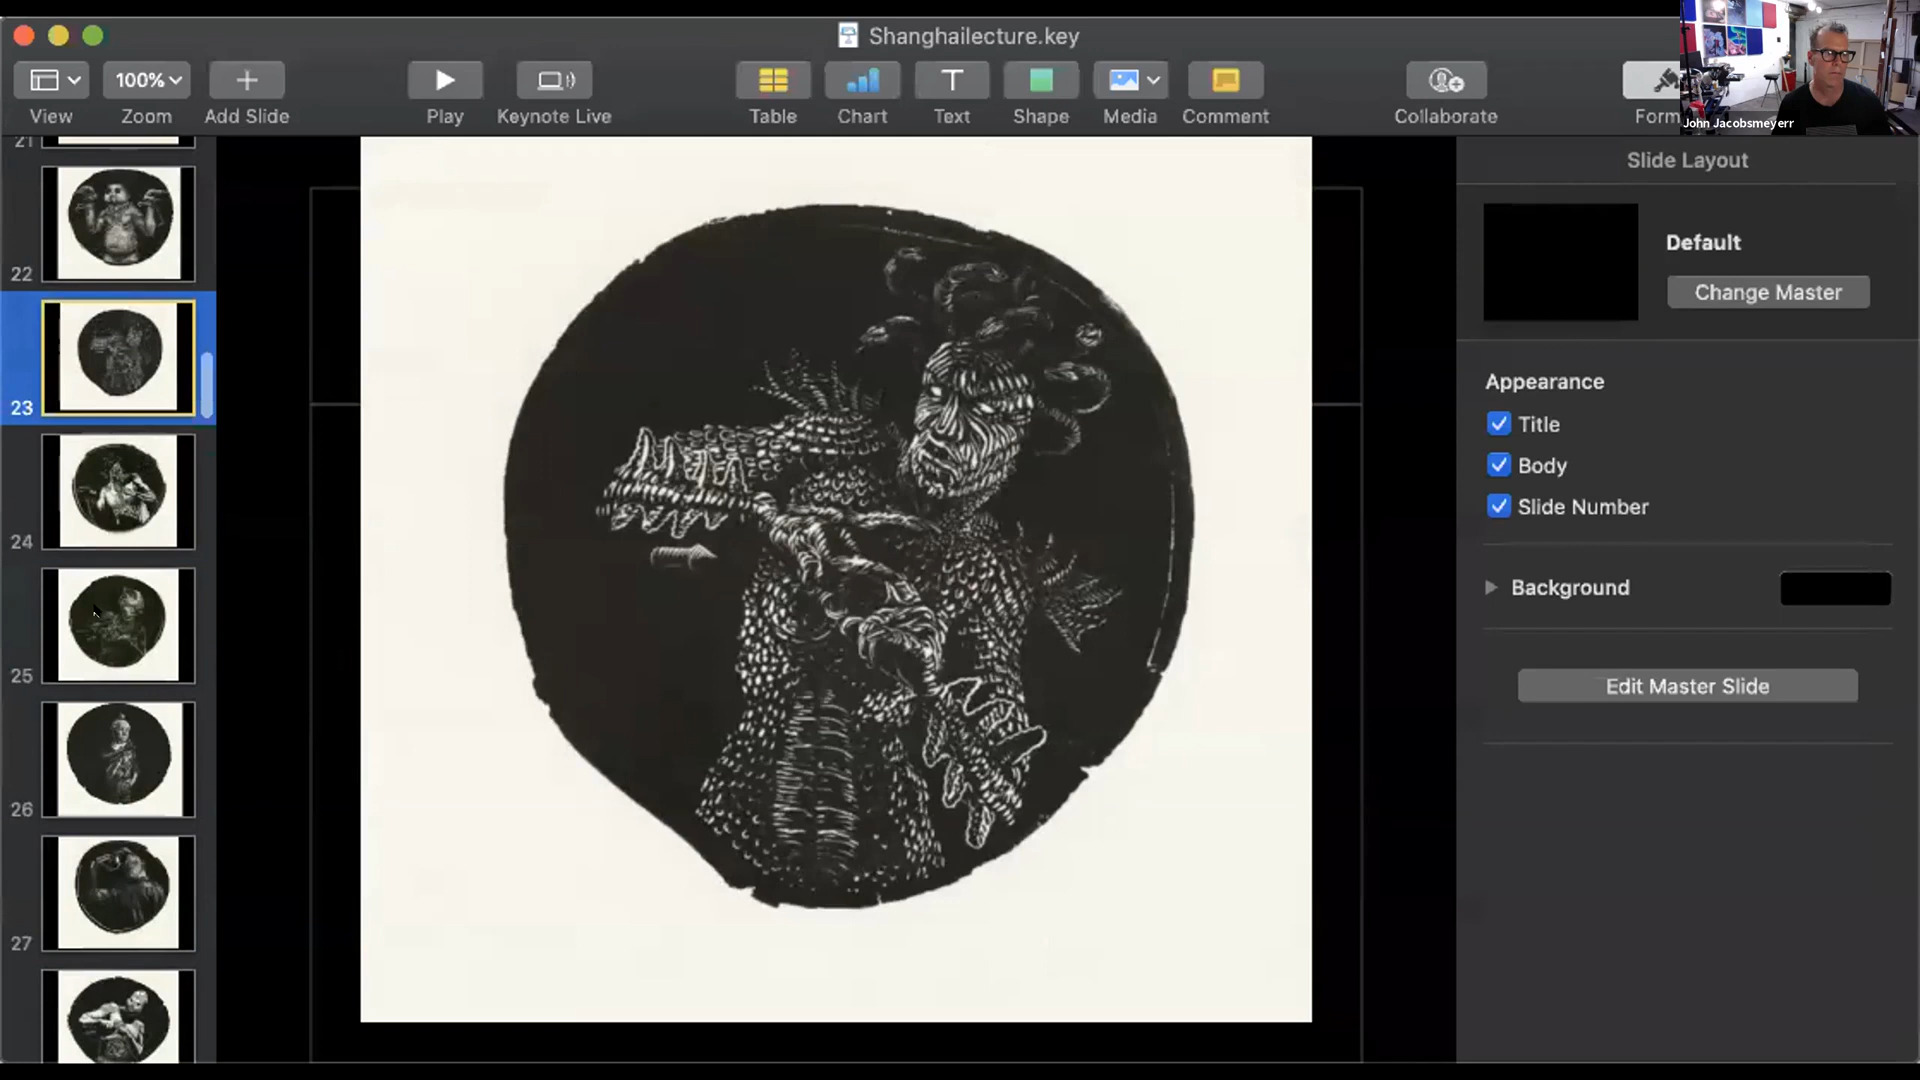 Shanghailecture.key
100%
View
Zoom
Add Slide
Play
Keynote Live
Table
Chart
T
Text
Shape
Media
Comment
Collaborate
Form
John Jacobsmeyerr
21
22
23
24
25
26
27
Slide Layout
Default
Change Master
Appearance
Title
Body
Slide Number
Background
Edit Master Slide